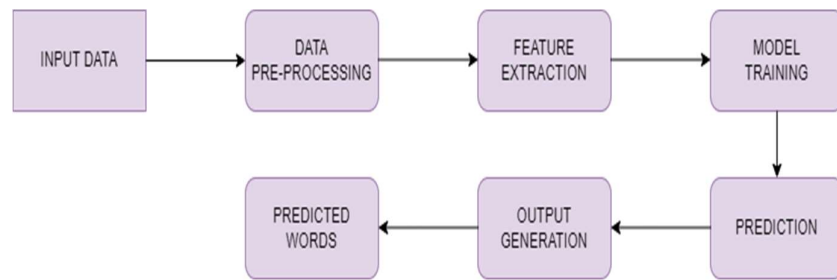 INPUT DATA
DATA
PRE-PROCESSING
FEATURE
EXTRACTION
MODEL
TRAINING
PREDICTION
OUTPUT
GENERATION
PREDICTED
WORDS